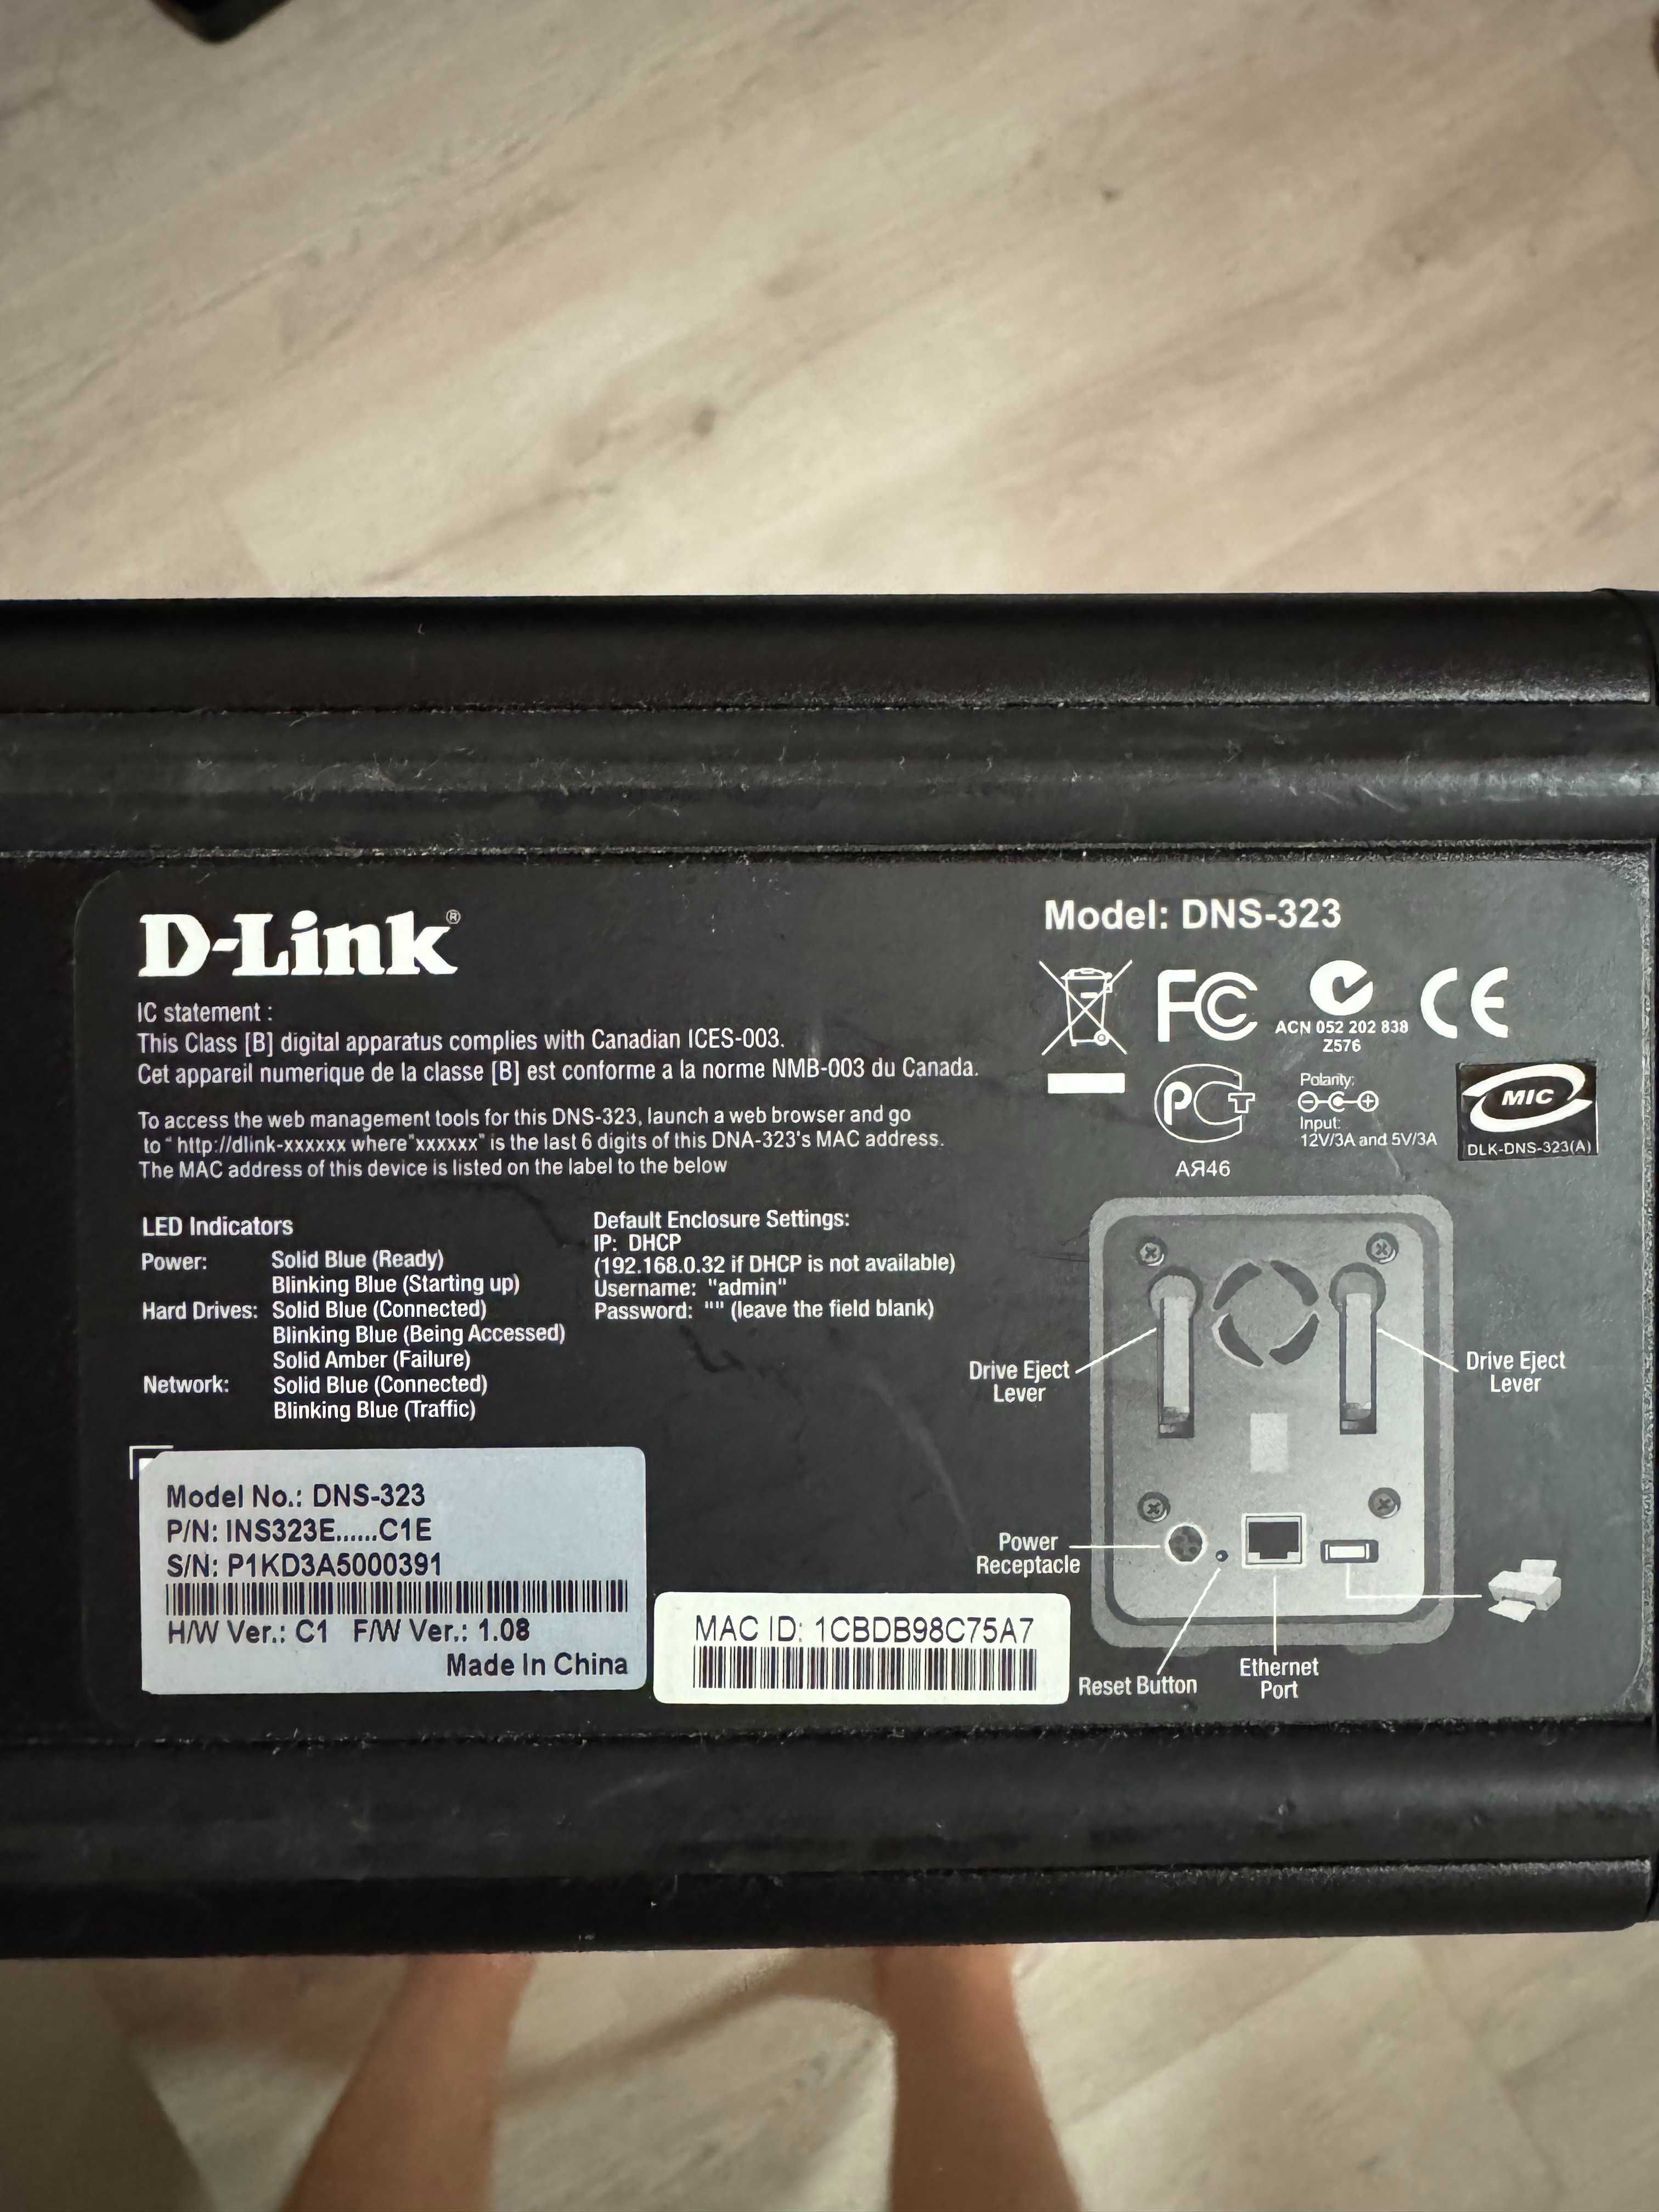 D-Link®
IC statement :
This Class [B] digital apparatus complies with Canadian ICES-003.
Cet appareil numerique de la classe [B] est conforme a la norme NMB-003 du Canada.
To access the web management tools for this DNS-323, launch a web browser and go
to “ http://dlink-xxxxxx where"xxxxxx" is the last 6 digits of this DNA-323's MAC address.
The MAC address of this device is listed on the label to the below
LED Indicators
Power: Solid Blue (Ready)
Blinking Blue (Starting up)
Hard Drives: Solid Blue (Connected)
Blinking Blue (Being Accessed)
Solid Amber (Failure)
Network: Solid Blue (Connected)
Blinking Blue (Traffic)
Default Enclosure Settings:
IP: DHCP
(192.168.0.32 if DHCP is not available)
Username: "admin"
Password: "" (leave the field blank)
Model No.: DNS-323
P/N: INS323E......C1E
S/N: P1KD3A5000391
H/W Ver.: C1 F/W Ver.: 1.08
Made In China
MAC ID: 1CBDB98C75A7
Model: DNS-323
FC
ACN 052 202 838
Z576
CE
РСТ
АЯ46
Polarity:
Input:
12V/3A and 5V/3A
MIC
DLK-DNS-323(A)
Drive Eject
Lever
Drive Eject
Lever
Power
Receptacle
Reset Button
Ethernet
Port